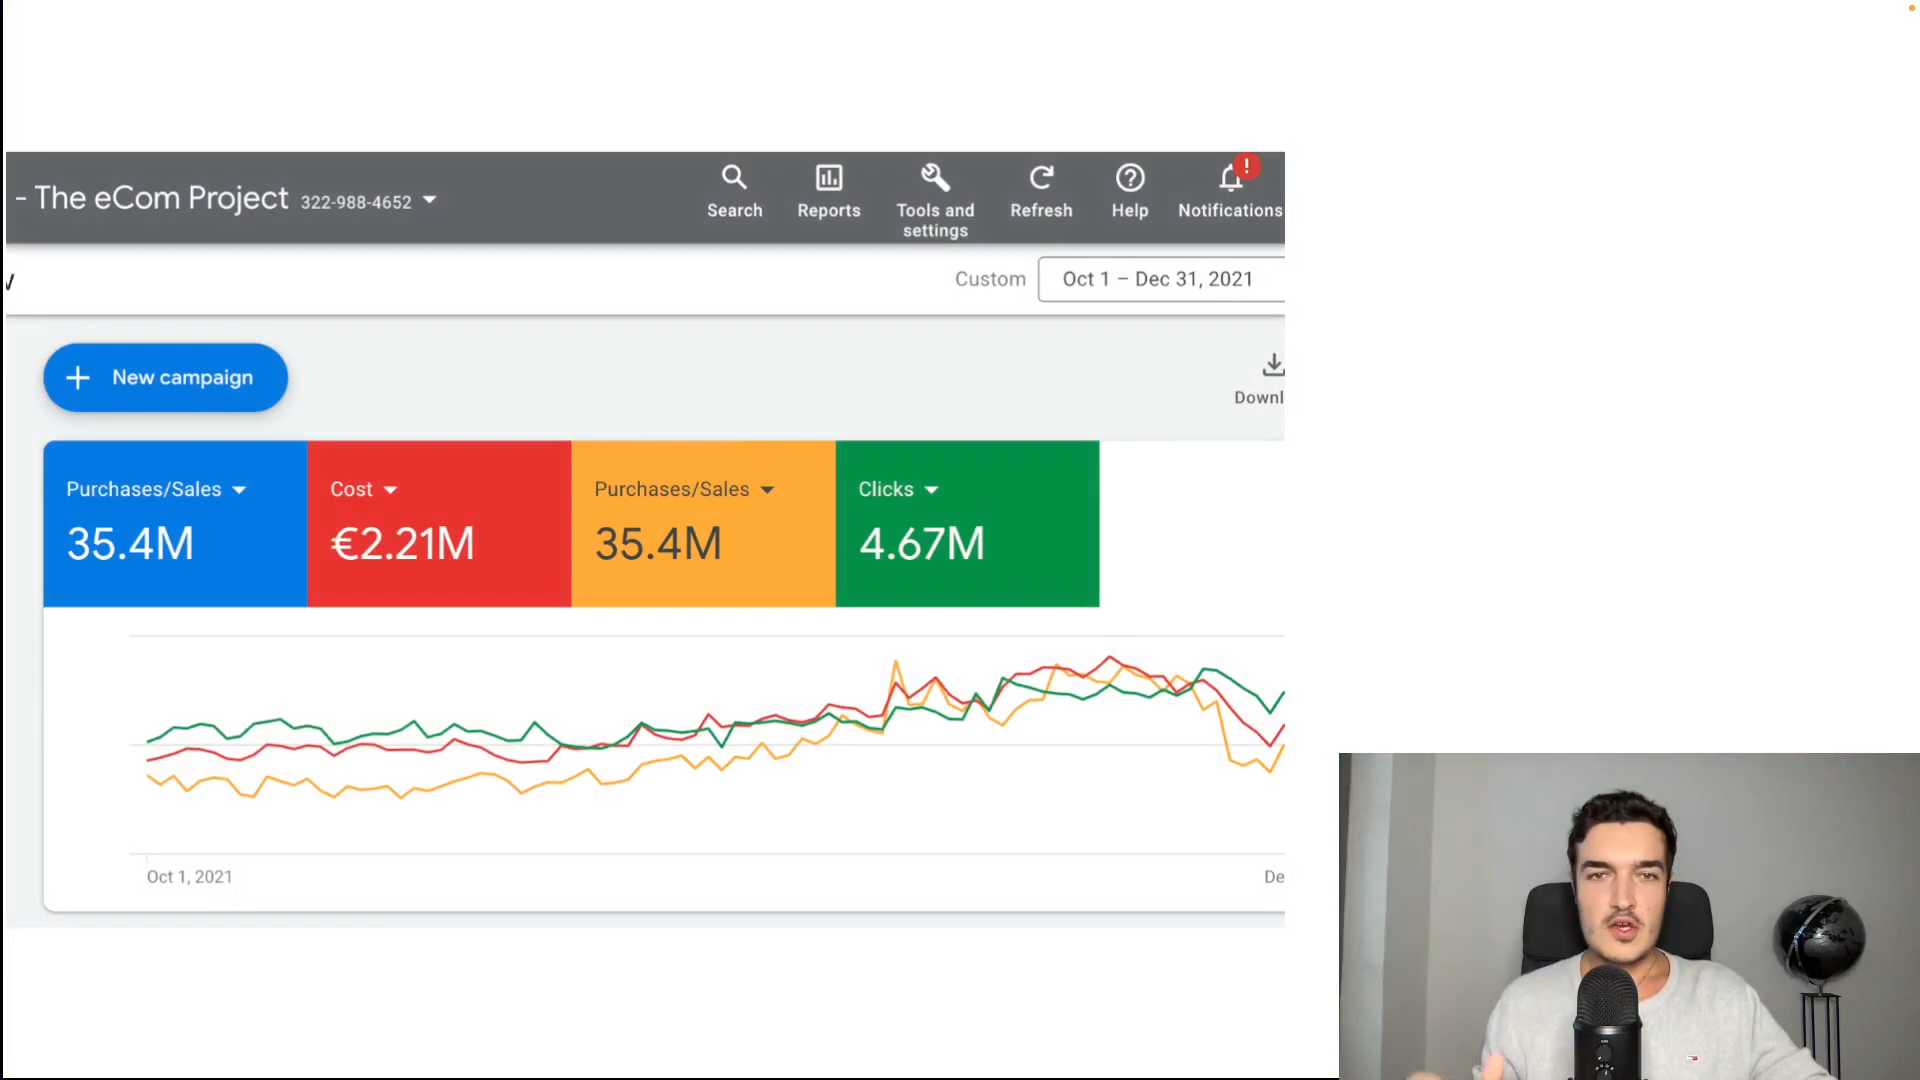 - The eCom Project 322-988-4652
Search
Reports
Tools and
settings
Refresh
Help
!
Notifications
Custom
Oct 1 – Dec 31, 2021
+ New campaign
Downl
Purchases/Sales
35.4M
Cost
€2.21M
Purchases/Sales
35.4M
Clicks
4.67M
Oct 1, 2021
De